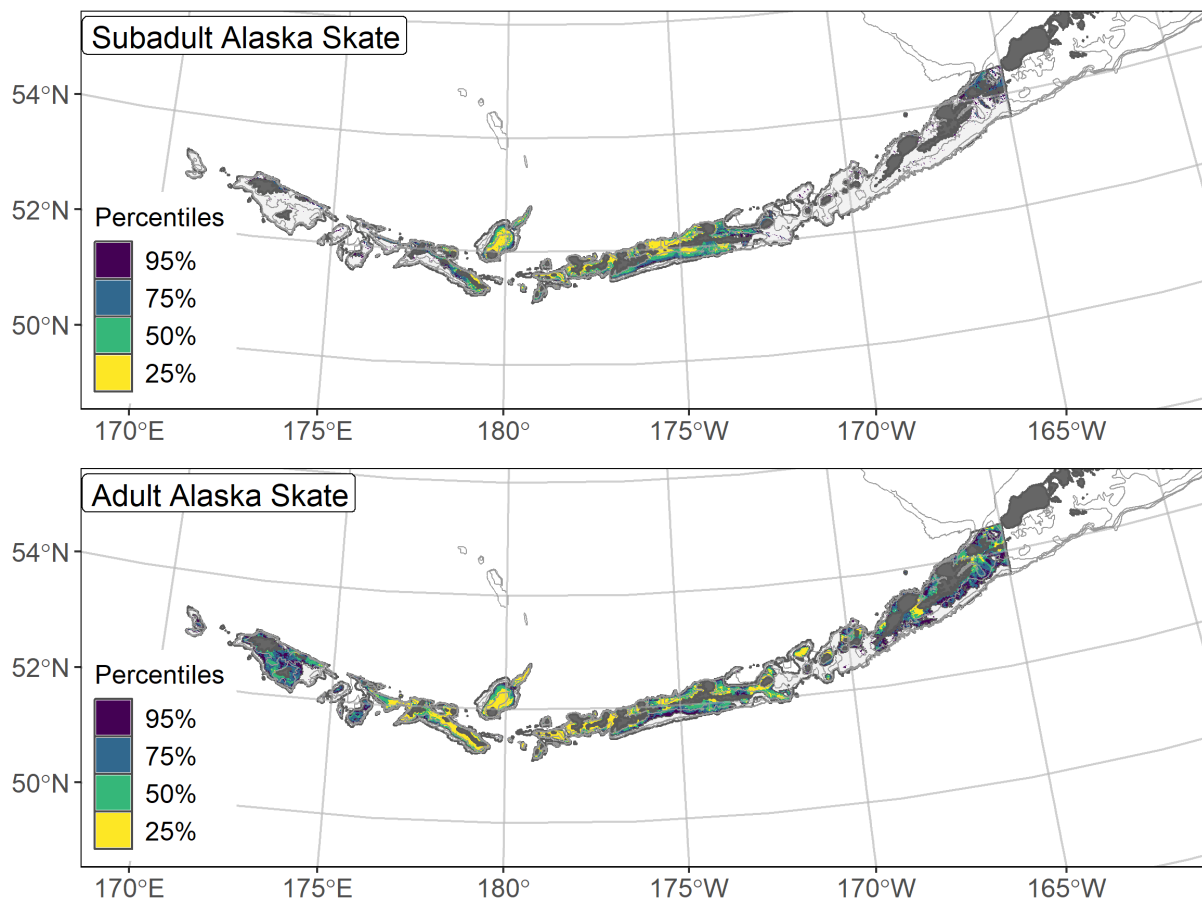 Subadult Alaska Skate
54°N
52°N
50°N
Percentiles
95%
75%
50%
25%
170°E 175°E 180° 175°W 170°W 165°W
Adult Alaska Skate
54°N
52°N
50°N
Percentiles
95%
75%
50%
25%
170°E 175°E 180° 175°W 170°W 165°W